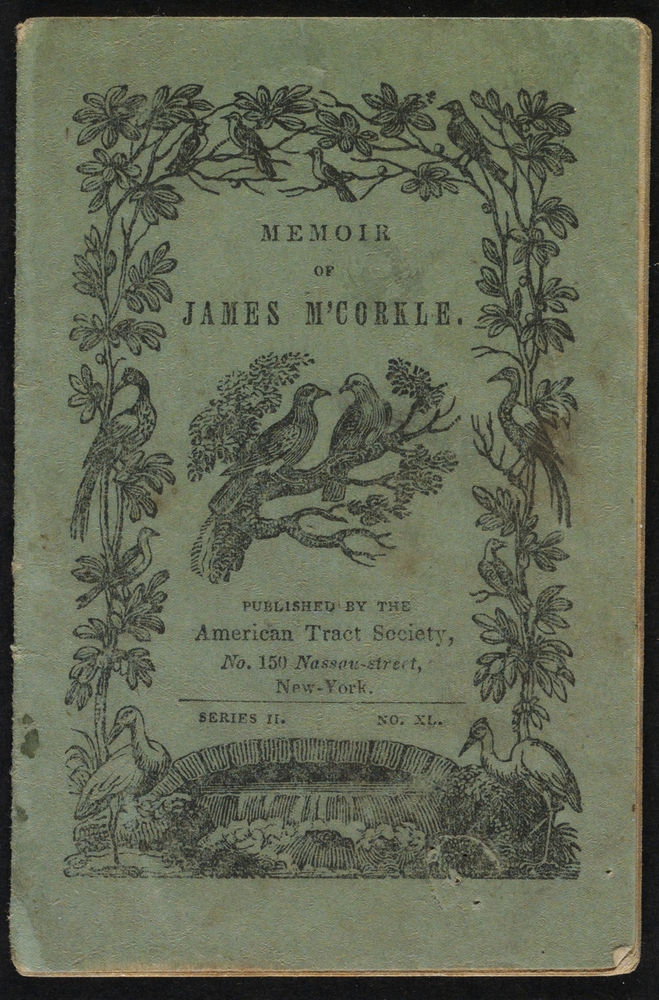 MEMOIR
OF
JAMES M'CORKLE.
PUBLISHED BY THE
American Tract Society,
No. 150 Nassau-street,
New-York.
SERIES II. NO. XL.